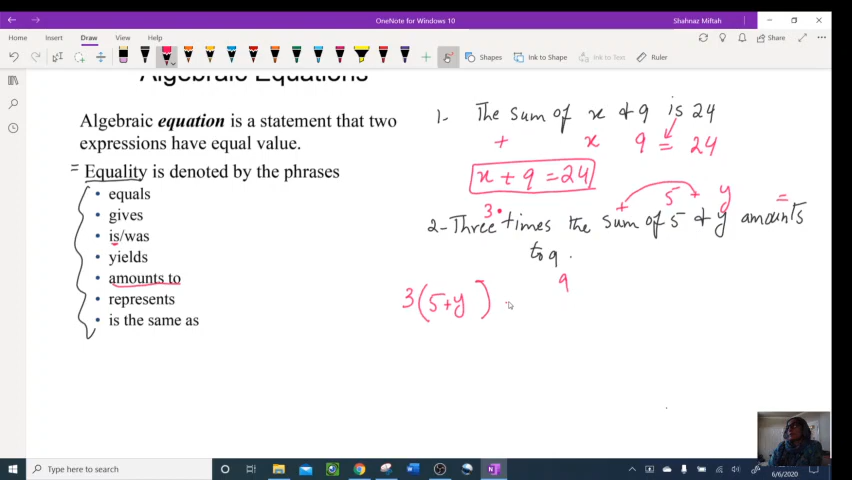 OneNote for Windows 10
Shahnaz Miftah
Home Insert Draw View Help
Share
Shapes Ink to Shape Ink to Text Ink to Math Ruler
Algebraic Equations
Algebraic equation is a statement that two
expressions have equal value.
= Equality is denoted by the phrases
• equals
• gives
• is/was
• yields
• amounts to
• represents
• is the same as
1- The sum of x & 9 is 24
+ x 9 = 24
x + 9 = 24
3 • + 5 + y =
2- Three times the sum of 5 & y amounts
to 9.
9
3(5+y)
Type here to search
6/6/2020